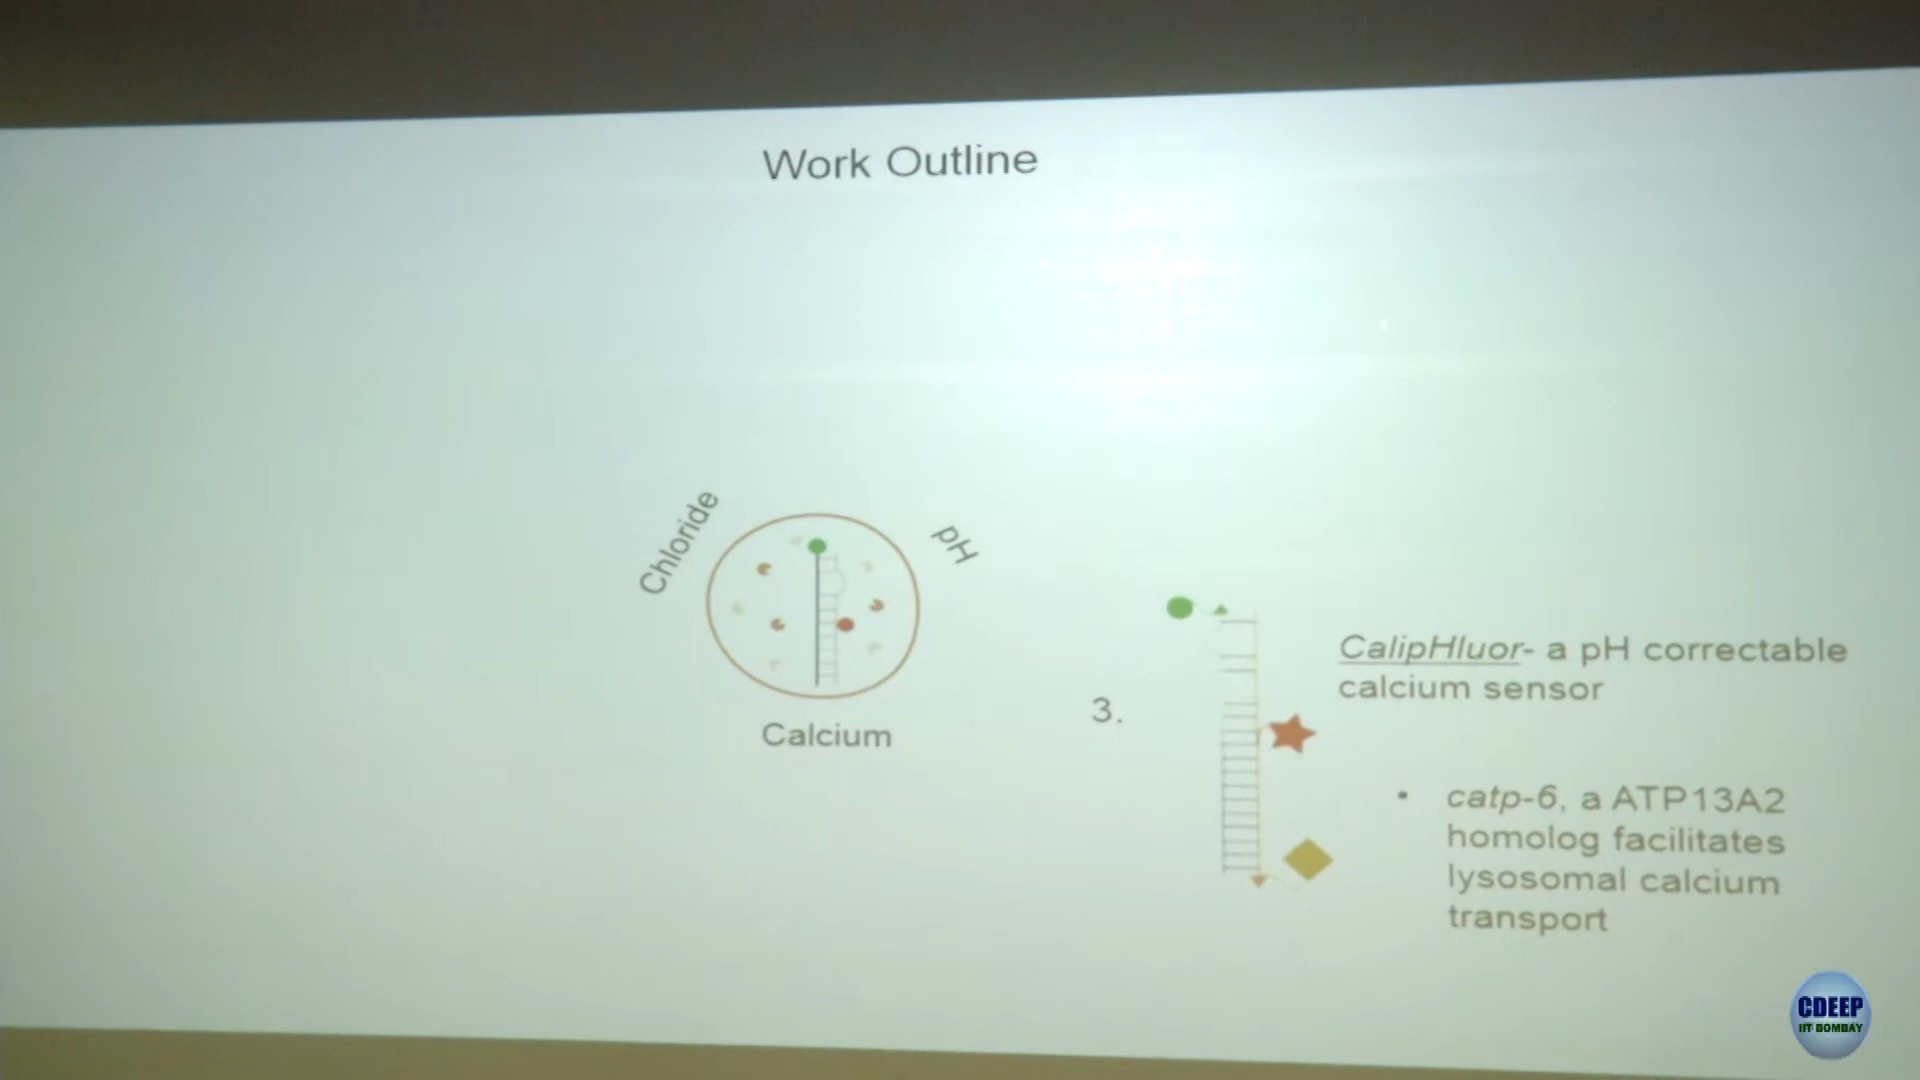 Work Outline
Chloride
pH
Calcium
3.
CalipHluor- a pH correctable
calcium sensor
• catp-6, a ATP13A2
homolog facilitates
lysosomal calcium
transport
CDEEP
IIT BOMBAY